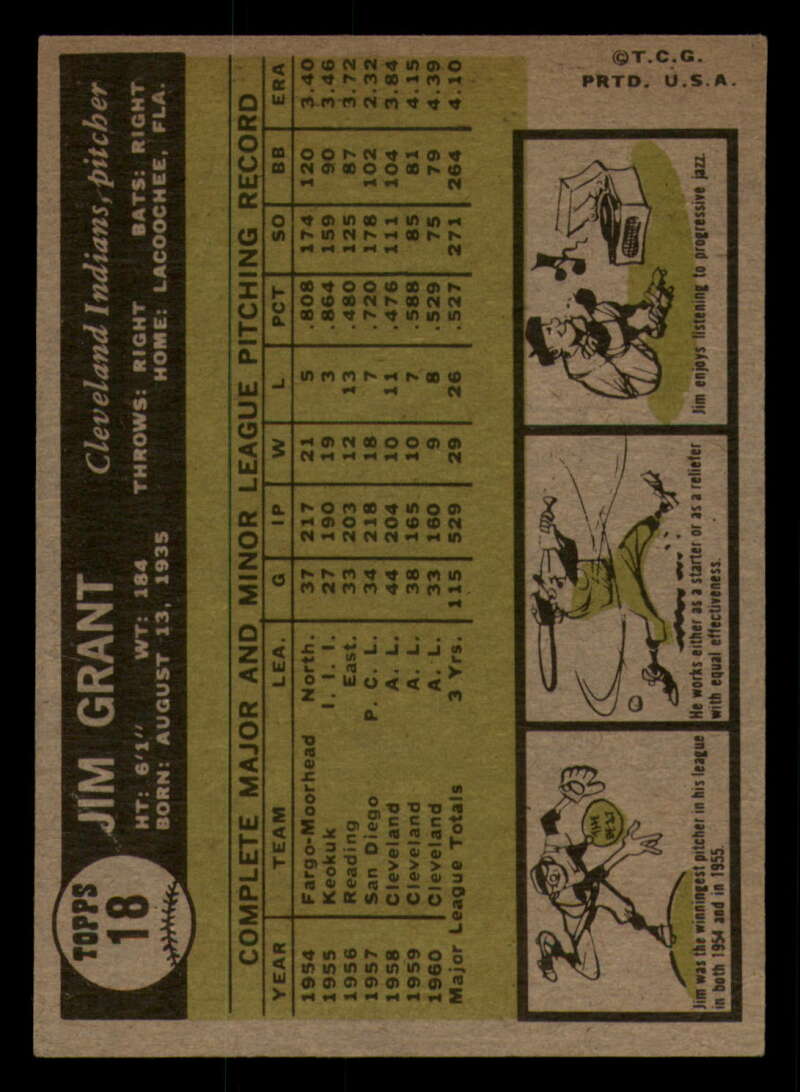 TOPPS
18
JIM GRANT
Cleveland Indians, pitcher
HT: 6'1" WT: 184 THROWS: RIGHT BATS: RIGHT
BORN: AUGUST 13, 1935 HOME: LACOOCHEE, FLA.
COMPLETE MAJOR AND MINOR LEAGUE PITCHING RECORD
YEAR TEAM LEA. G IP W L PCT SO BB ERA
1954 Fargo-Moorhead North. 37 217 21 5 .808 174 120 3.40
1955 Keokuk I. I. I. 27 190 19 3 .864 159 90 3.46
1956 Reading East. 33 203 12 13 .480 125 87 3.72
1957 San Diego P. C. L. 34 218 18 7 .720 178 102 2.32
1958 Cleveland A. L. 44 204 10 11 .476 111 104 3.84
1959 Cleveland A. L. 38 165 10 7 .588 85 81 4.15
1960 Cleveland A. L. 33 160 9 8 .529 75 79 4.39
Major League Totals 3 Yrs. 115 529 29 26 .527 271 264 4.10
THE BEST
Jim was the winningest pitcher in his league
in both 1954 and in 1955.
He works either as a starter or as a reliefer
with equal effectiveness.
Jim enjoys listening to progressive jazz.
©T.C.G.
PRTD. U.S.A.